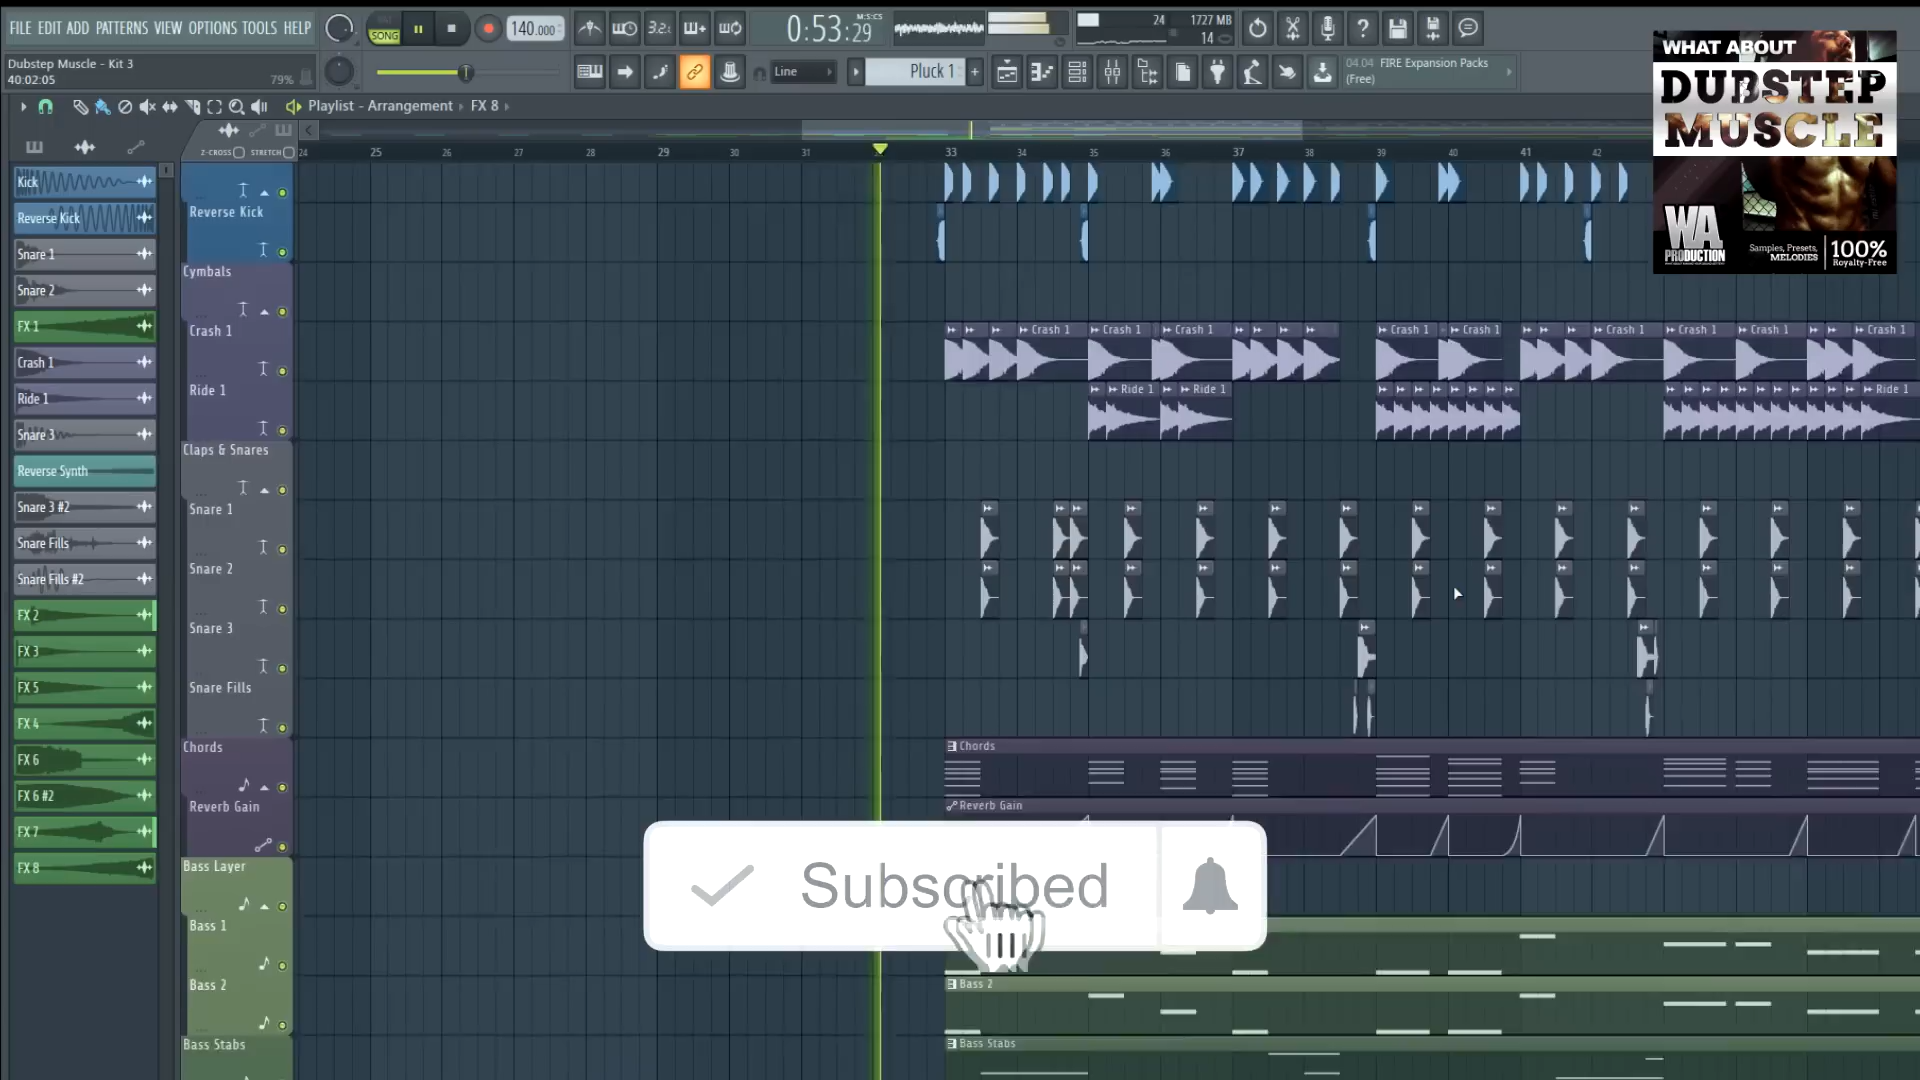 FILE EDIT ADD PATTERNS VIEW OPTIONS TOOLS HELP
SONG
140.000
3.2.
0:53:29
M:S:CS
24
1727 MB
14
Dubstep Muscle - Kit 3
40:02:05
79%
Line
Pluck 1
04.04 FIRE Expansion Packs
(Free)
Playlist - Arrangement
FX 8
Z-CROSS
STRETCH
24 25 26 27 28 29 30 31 33 34 35 36 37 38 39 40 41 42
WHAT ABOUT
DUBSTEP
MUSCLE
WA
PRODUCTION
Samples, Presets,
MELODIES
100%
Royalty-Free
Kick
Reverse Kick
Snare 1
Snare 2
FX 1
Crash 1
Ride 1
Snare 3
Reverse Synth
Snare 3 #2
Snare Fills
Snare Fills #2
FX 2
FX 3
FX 5
FX 4
FX 6
FX 6 #2
FX 7
FX 8
Reverse Kick
Cymbals
Crash 1
Ride 1
Claps & Snares
Snare 1
Snare 2
Snare 3
Snare Fills
Chords
Reverb Gain
Bass Layer
Bass 1
Bass 2
Bass Stabs
Crash 1 Crash 1 Crash 1 Crash 1 Crash 1 Crash 1 Crash 1 Crash 1 Crash 1
Ride 1 Ride 1 Ride 1
Chords
Reverb Gain
Bass 2
Bass Stabs
Subscribed